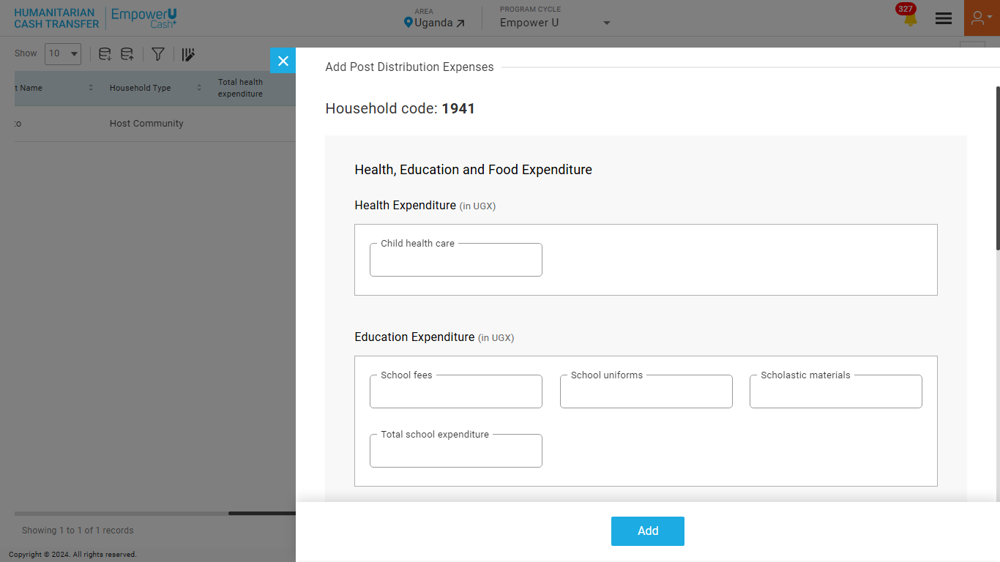 HUMANITARIAN
CASH TRANSFER
EmpowerU
Cash+
AREA
Uganda
PROGRAM CYCLE
Empower U
327
Show
10
t Name
Household Type
Total health
expenditure
to
Host Community
Showing 1 to 1 of 1 records
Copyright © 2024. All rights reserved.
Add Post Distribution Expenses
Household code: 1941
Health, Education and Food Expenditure
Health Expenditure (in UGX)
Child health care
Education Expenditure (in UGX)
School fees
School uniforms
Scholastic materials
Total school expenditure
Add